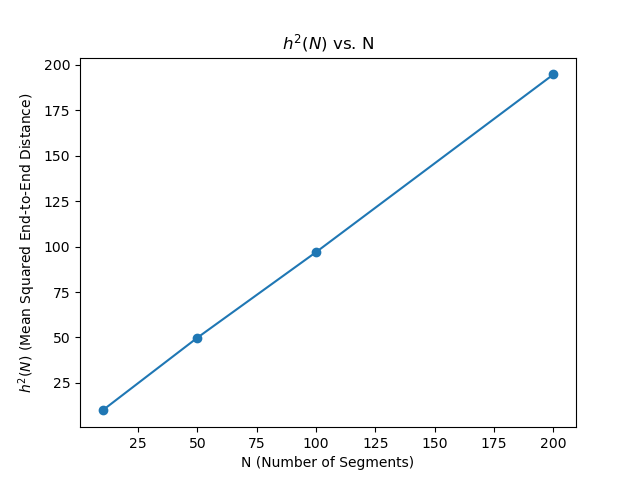 h²(N) vs. N
h²(N) (Mean Squared End-to-End Distance)
200
175
150
125
100
75
50
25
25 50 75 100 125 150 175 200
N (Number of Segments)